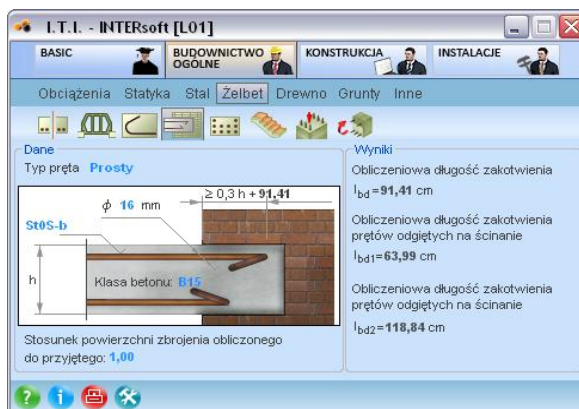 I.T.I. - INTERsoft [L01]
BASIC
BUDOWNICTWO OGÓLNE
KONSTRUKCJA
INSTALACJE
Obciążenia Statyka Stal Żelbet Drewno Grunty Inne
Dane
Typ pręta Prosty
≥ 0,3 h + 91,41
ϕ 16 mm
St0S-b
h
Klasa betonu: B15
Stosunek powierzchni zbrojenia obliczonego
do przyjętego: 1,00
Wyniki
Obliczeniowa długość zakotwienia
lbd =91,41 cm
Obliczeniowa długość zakotwienia
prętów odgiętych na ścinanie
lbd1=63,99 cm
Obliczeniowa długość zakotwienia
prętów odgiętych na ścinanie
lbd2=118,84 cm